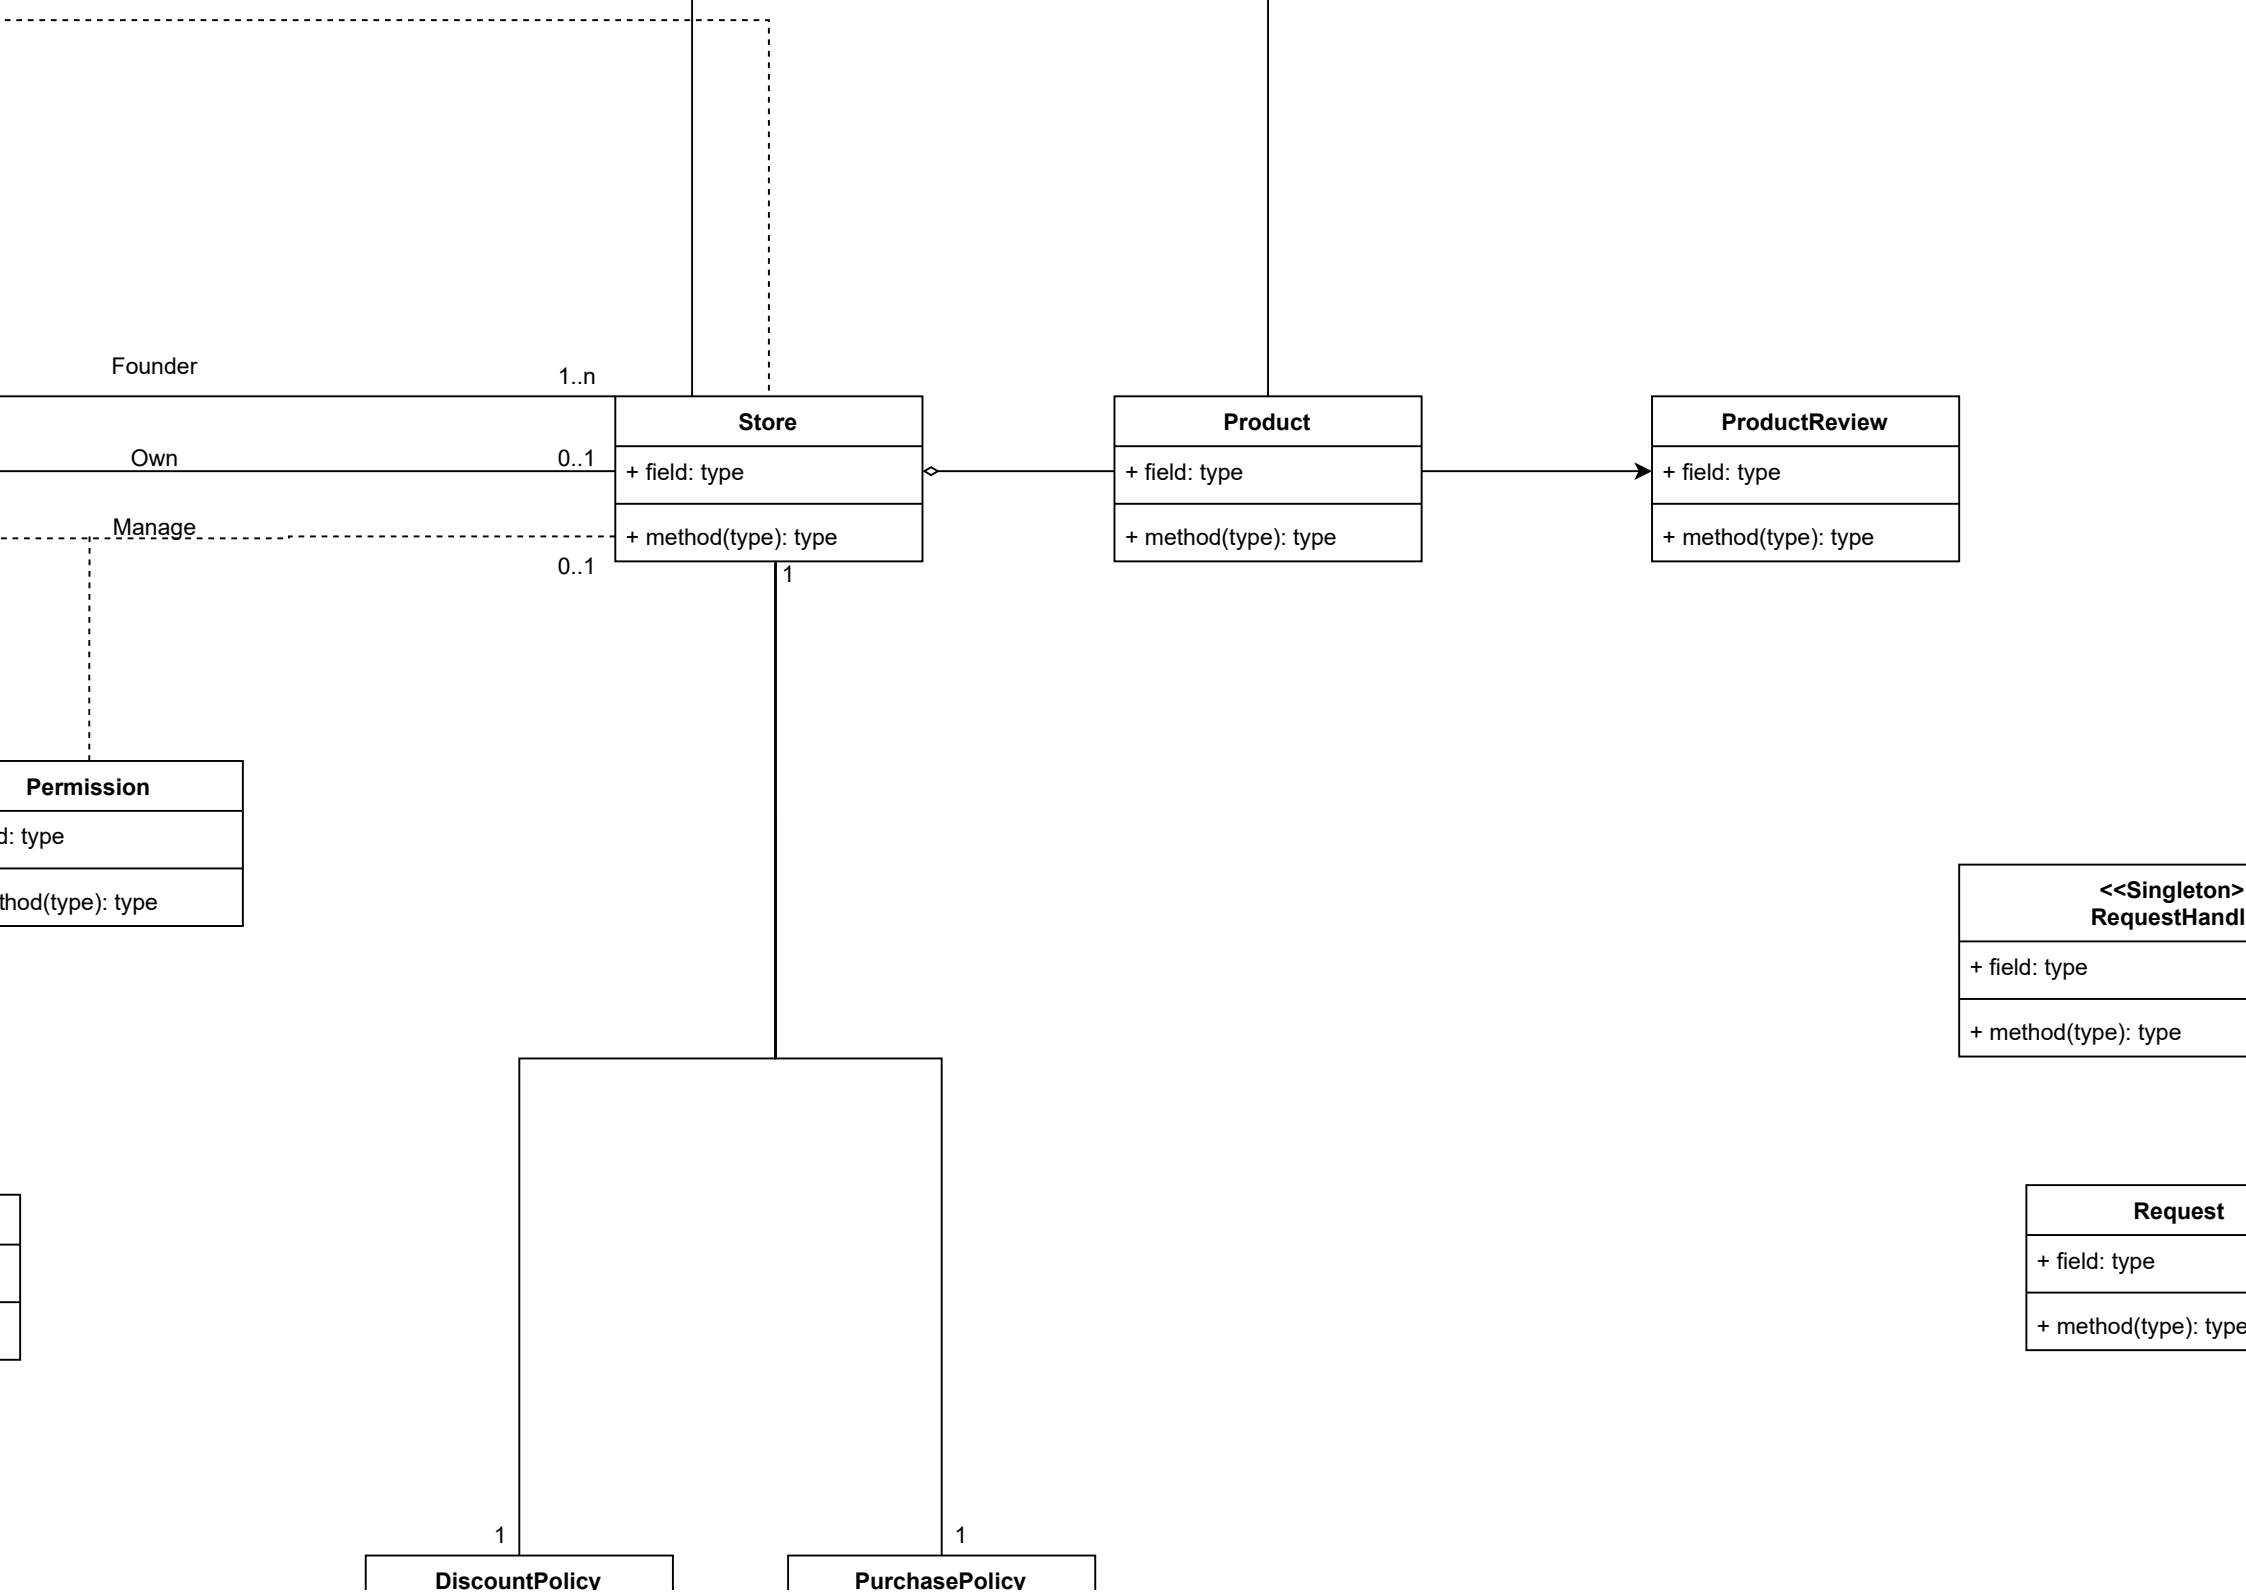 Founder
1..n
Store
Product
ProductReview
Own
0..1
+ field: type
+ field: type
+ field: type
Manage
+ method(type): type
+ method(type): type
+ method(type): type
0..1
1
Permission
d: type
thod(type): type
<<Singleton>
RequestHandl
+ field: type
+ method(type): type
Request
+ field: type
+ method(type): type
1
1
DiscountPolicy
PurchasePolicy